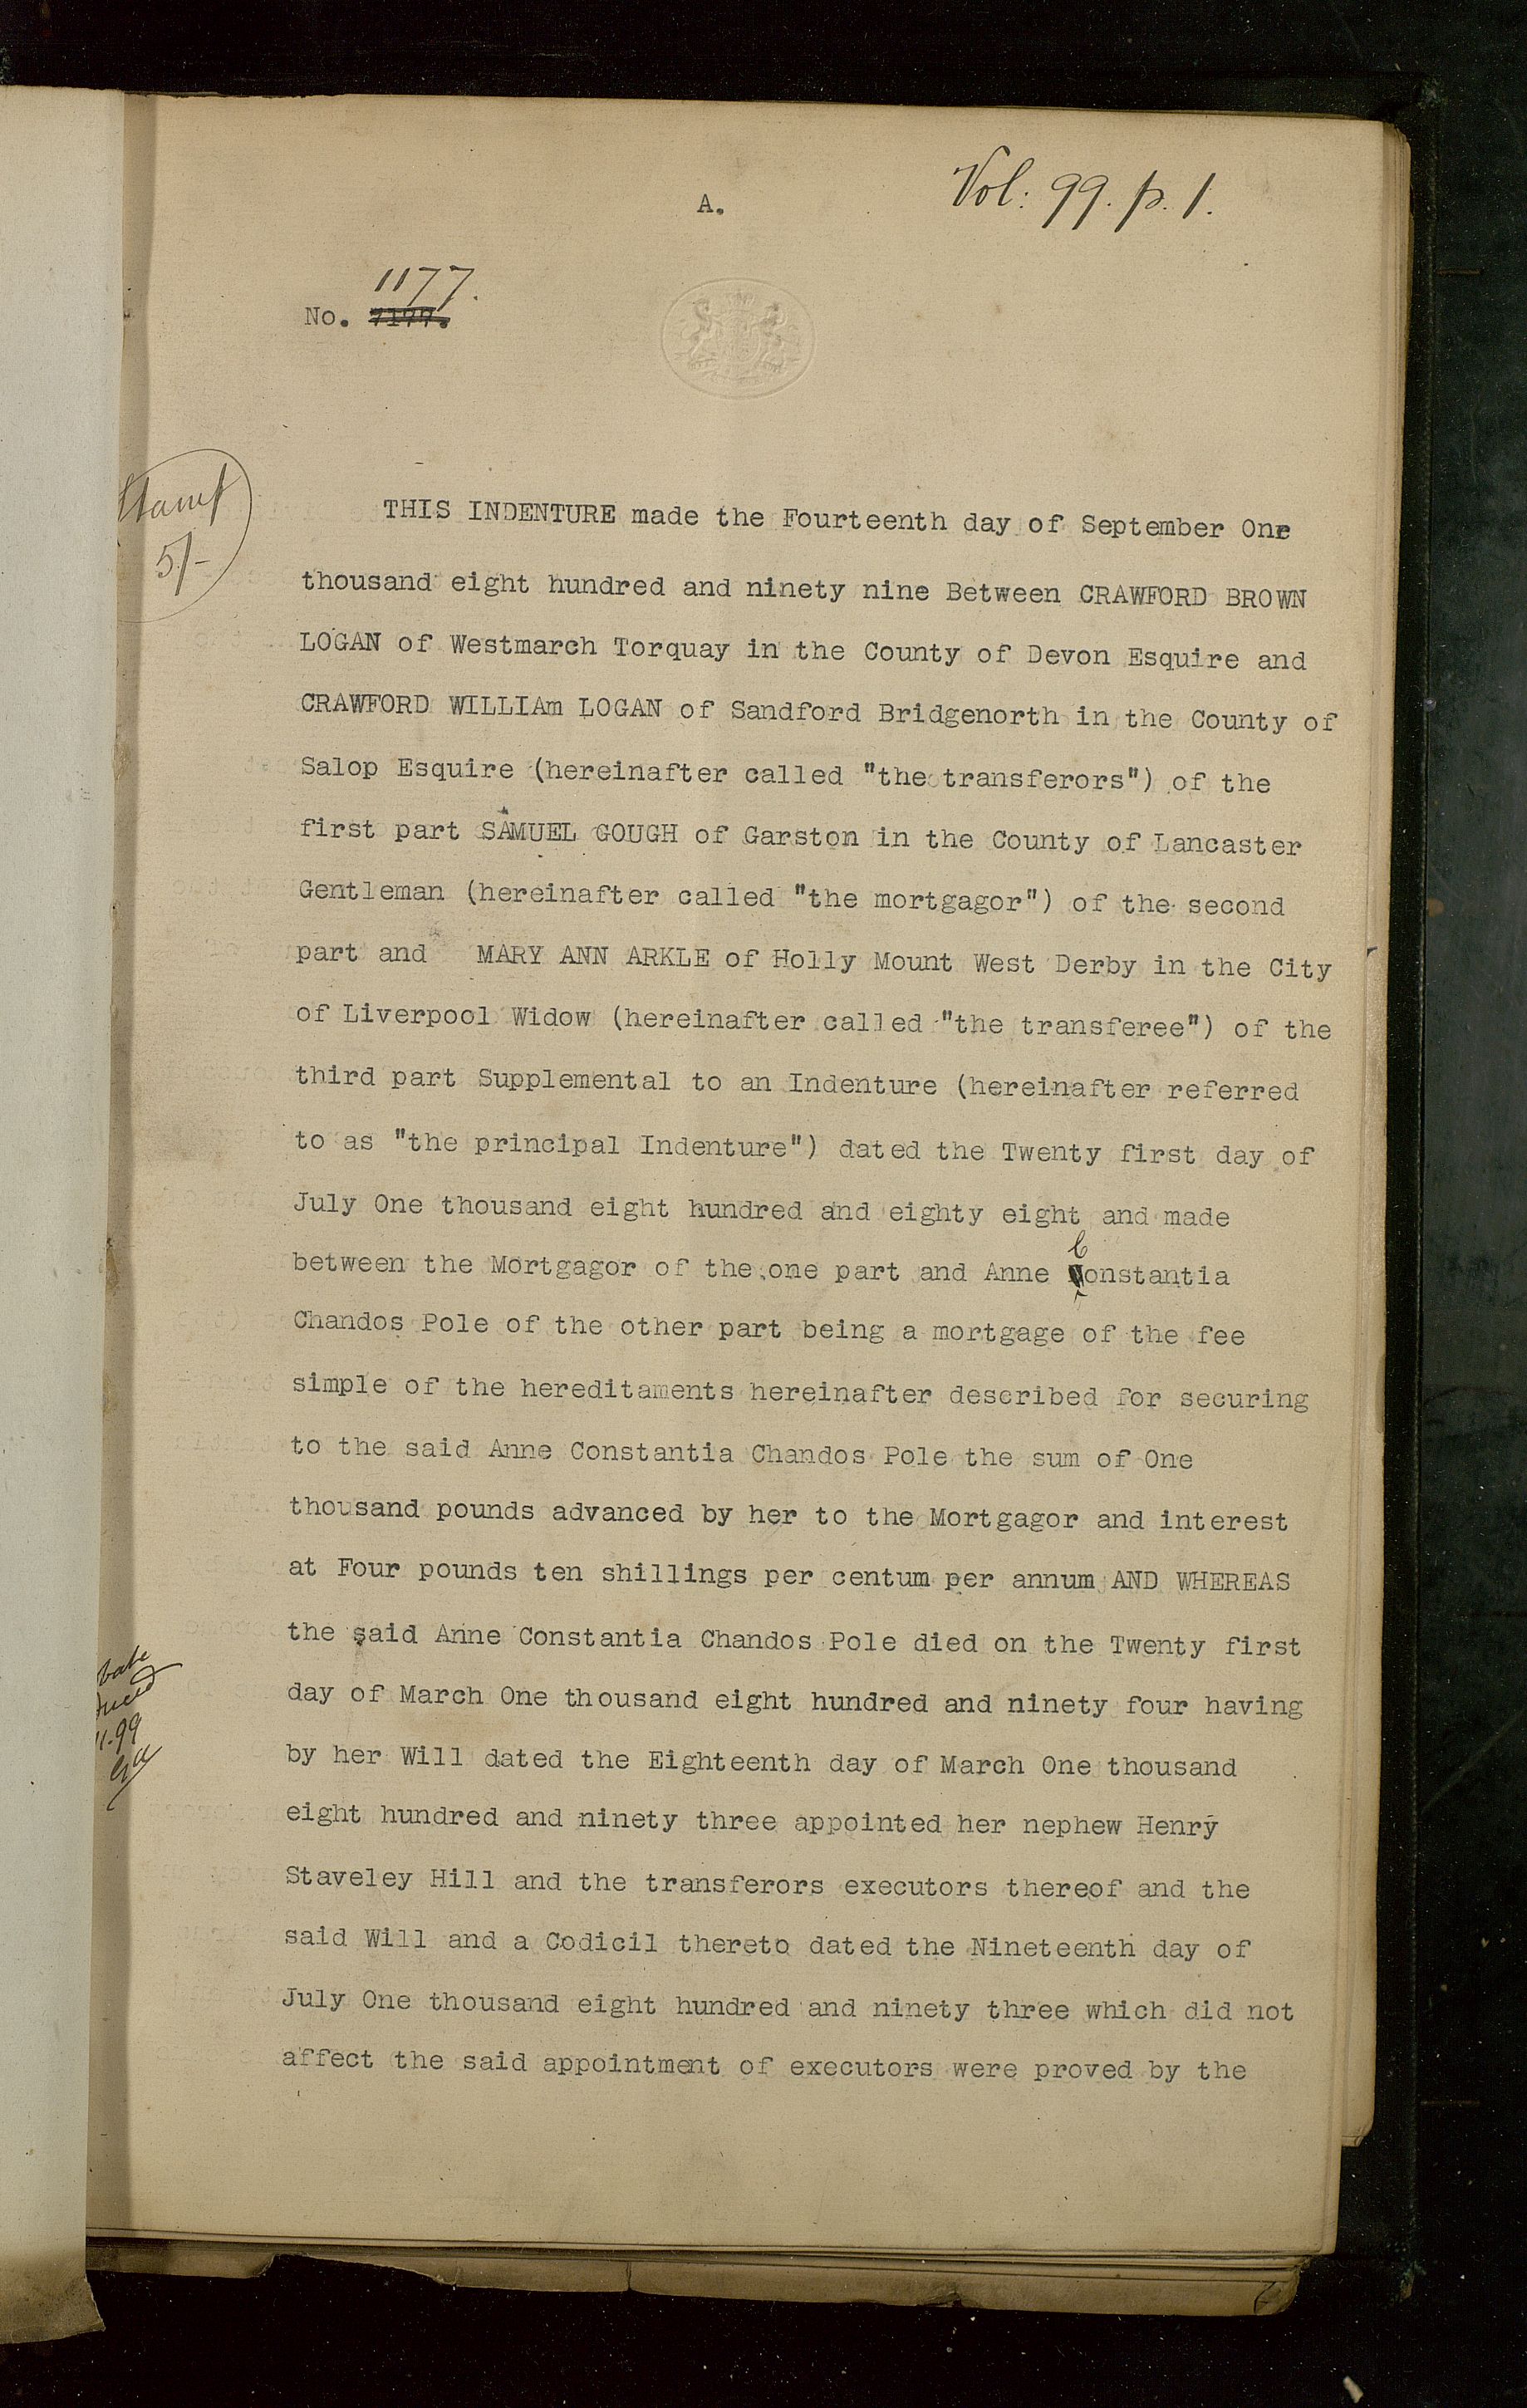 A.
Vol: 99. p. 1.
1177.
No. 7177.
Stamp
5/-
THIS INDENTURE made the Fourteenth day of September One
thousand eight hundred and ninety nine Between CRAWFORD BROWN
LOGAN of Westmarch Torquay in the County of Devon Esquire and
CRAWFORD WILLIAm LOGAN of Sandford Bridgenorth in the County of
Salop Esquire (hereinafter called "the transferors") of the
first part SAMUEL GOUGH of Garston in the County of Lancaster
Gentleman (hereinafter called "the mortgagor") of the second
part and MARY ANN ARKLE of Holly Mount West Derby in the City
of Liverpool Widow (hereinafter called "the transferee") of the
third part Supplemental to an Indenture (hereinafter referred
to as "the principal Indenture") dated the Twenty first day of
July One thousand eight hundred and eighty eight and made
between the Mortgagor of the one part and Anne Constantia
Chandos Pole of the other part being a mortgage of the fee
simple of the hereditaments hereinafter described for securing
to the said Anne Constantia Chandos Pole the sum of One
thousand pounds advanced by her to the Mortgagor and interest
at Four pounds ten shillings per centum per annum AND WHEREAS
the said Anne Constantia Chandos Pole died on the Twenty first
day of March One thousand eight hundred and ninety four having
by her Will dated the Eighteenth day of March One thousand
eight hundred and ninety three appointed her nephew Henry
Staveley Hill and the transferors executors thereof and the
said Will and a Codicil thereto dated the Nineteenth day of
July One thousand eight hundred and ninety three which did not
affect the said appointment of executors were proved by the